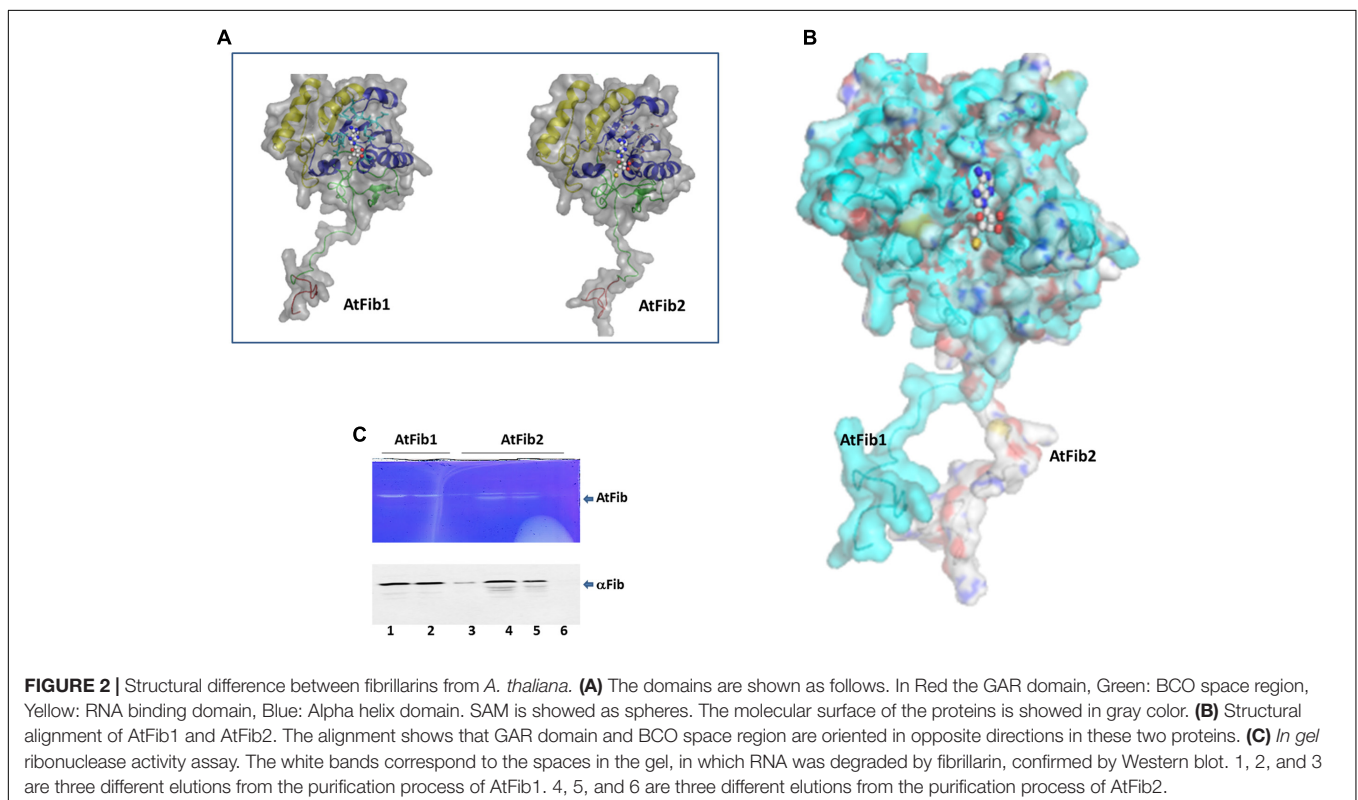 A
AtFib1
AtFib2
B
AtFib1
AtFib2
C
AtFib1 AtFib2
AtFib
αFib
1 2 3 4 5 6
FIGURE 2 | Structural difference between fibrillarins from A. thaliana. (A) The domains are shown as follows. In Red the GAR domain, Green: BCO space region,
Yellow: RNA binding domain, Blue: Alpha helix domain. SAM is showed as spheres. The molecular surface of the proteins is showed in gray color. (B) Structural
alignment of AtFib1 and AtFib2. The alignment shows that GAR domain and BCO space region are oriented in opposite directions in these two proteins. (C) In gel
ribonuclease activity assay. The white bands correspond to the spaces in the gel, in which RNA was degraded by fibrillarin, confirmed by Western blot. 1, 2, and 3
are three different elutions from the purification process of AtFib1. 4, 5, and 6 are three different elutions from the purification process of AtFib2.